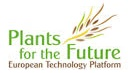 Plants
for the Future
European Technology Platform